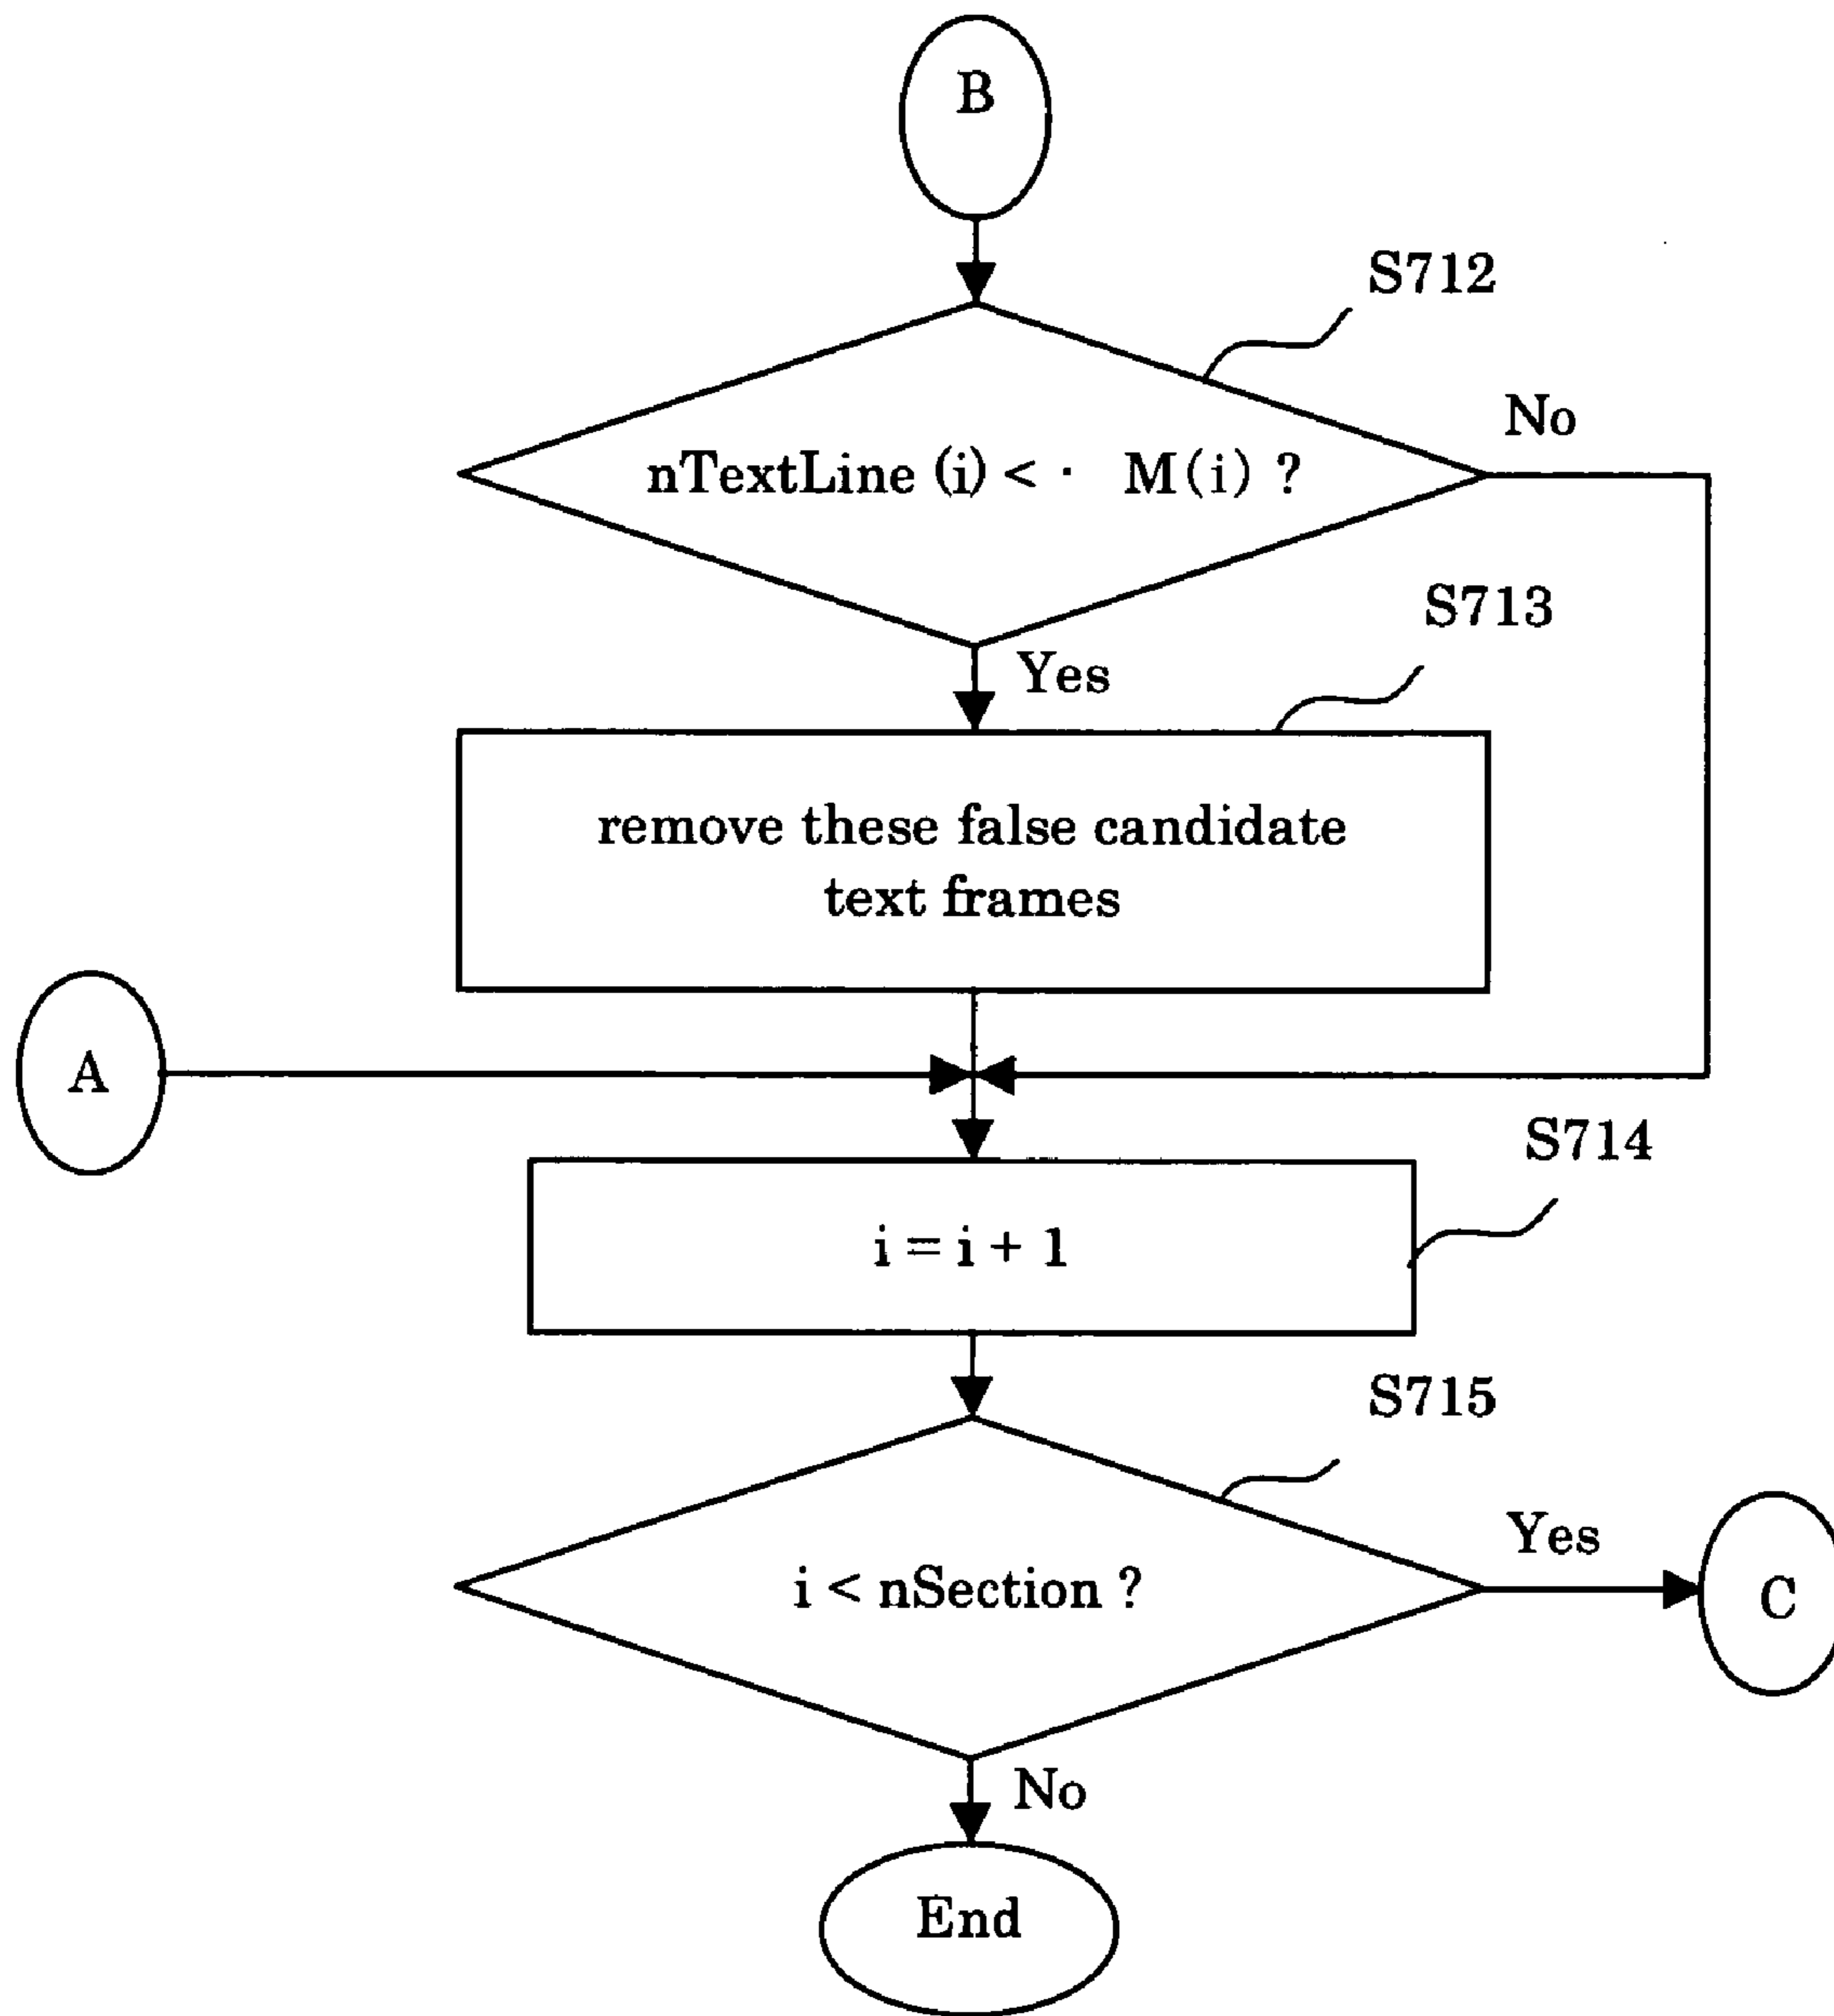 B
S712
No
nTextLine (i) < · M(i) ?
S713
Yes
remove these false candidate
text frames
A
S714
i = i + 1
S715
Yes
i < nSection ?
C
No
End